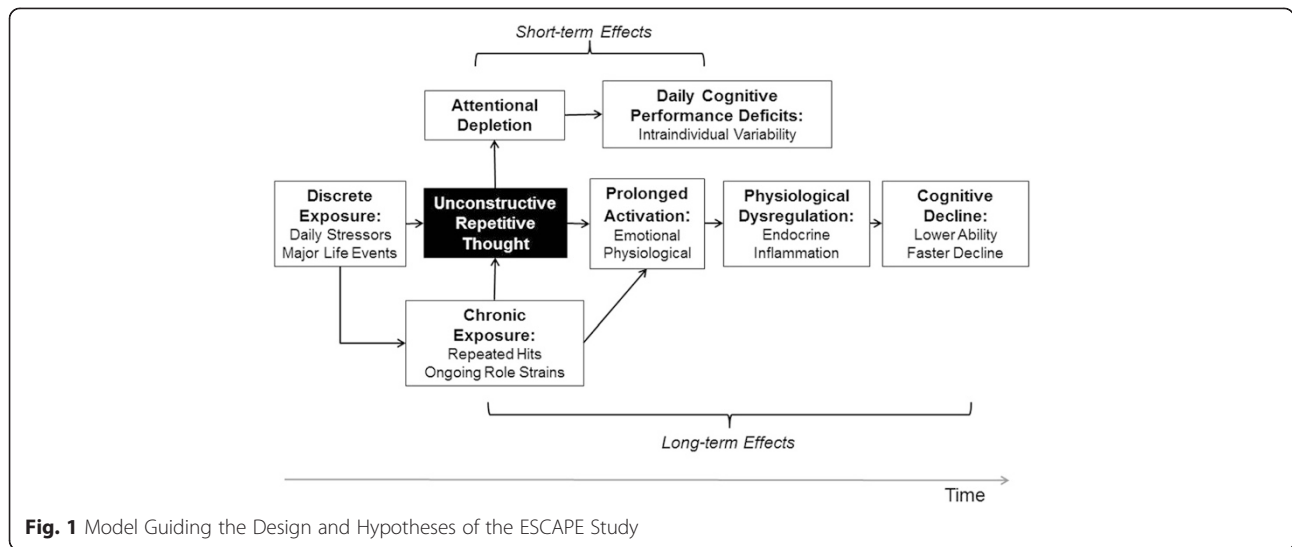 Short-term Effects
Attentional
Depletion
Daily Cognitive
Performance Deficits:
Intraindividual Variability
Discrete
Exposure:
Daily Stressors
Major Life Events
Unconstructive
Repetitive
Thought
Prolonged
Activation:
Emotional
Physiological
Physiological
Dysregulation:
Endocrine
Inflammation
Cognitive
Decline:
Lower Ability
Faster Decline
Chronic
Exposure:
Repeated Hits
Ongoing Role Strains
Long-term Effects
Time
Fig. 1 Model Guiding the Design and Hypotheses of the ESCAPE Study